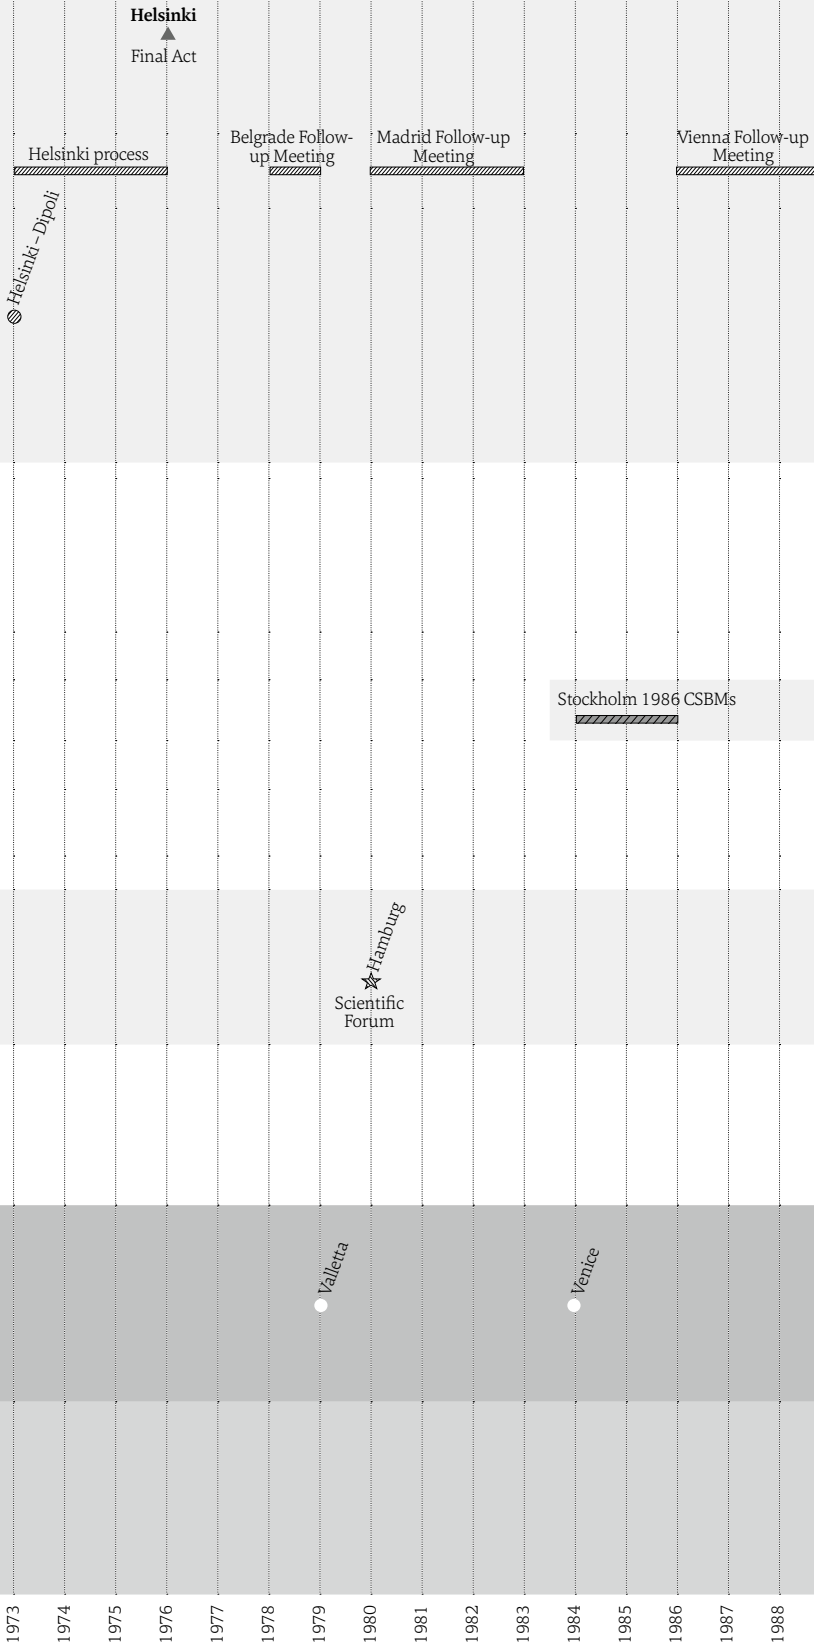 Helsinki
Final Act
Helsinki process
Belgrade Follow-
up Meeting
Madrid Follow-up
Meeting
Vienna Follow-up
Meeting
Helsinki – Dipoli
Stockholm 1986 CSBMs
Hamburg
Scientific
Forum
Valletta
Venice
1973
1974
1975
1976
1977
1978
1979
1980
1981
1982
1983
1984
1985
1986
1987
1988